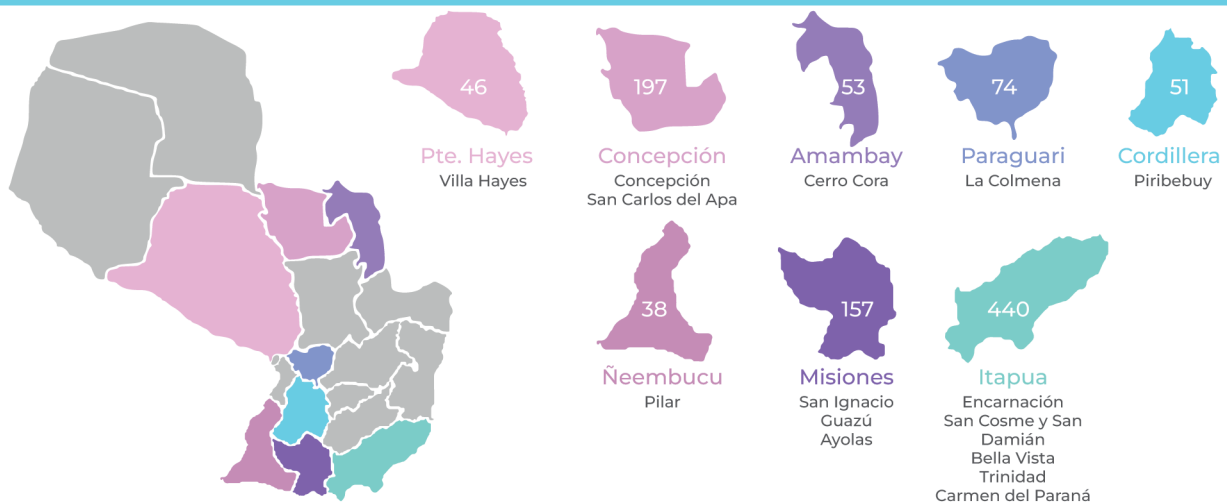 46
Pte. Hayes
Villa Hayes
197
Concepción
Concepción
San Carlos del Apa
53
Amambay
Cerro Cora
74
Paraguari
La Colmena
51
Cordillera
Piribebuy
38
Ñeembucu
Pilar
157
Misiones
San Ignacio
Guazú
Ayolas
440
Itapua
Encarnación
San Cosme y San
Damián
Bella Vista
Trinidad
Carmen del Paraná